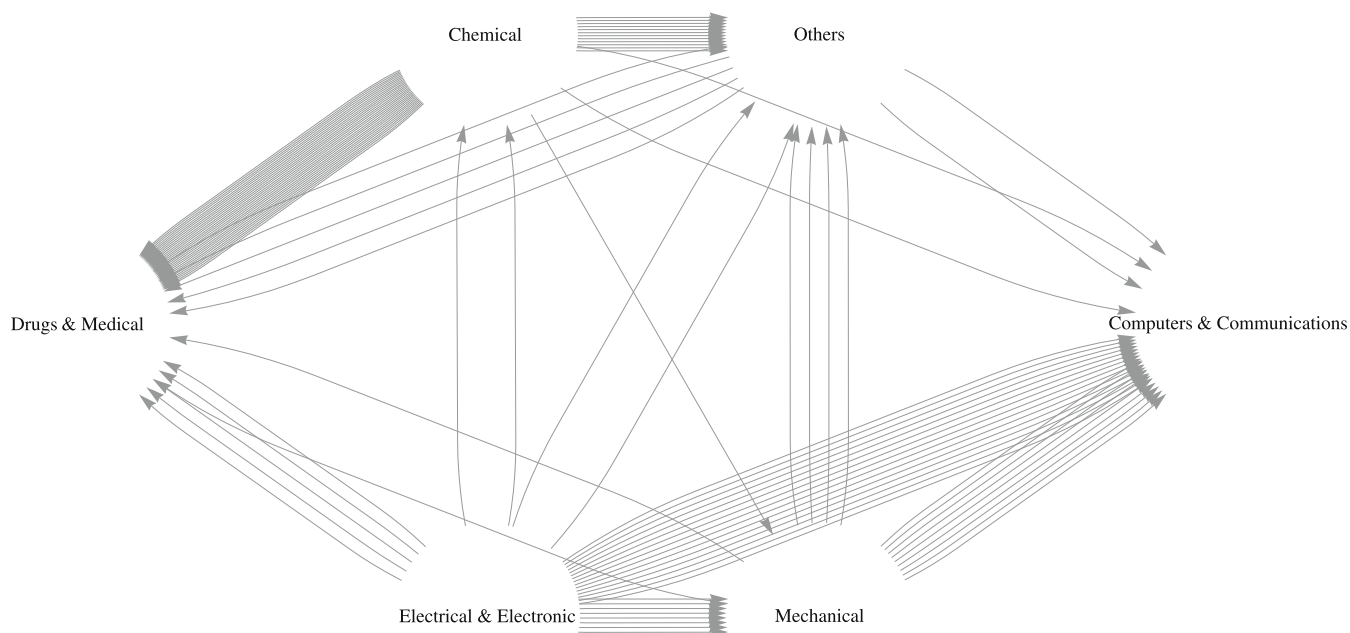 Chemical
Others
Drugs & Medical
Computers & Communications
Electrical & Electronic
Mechanical